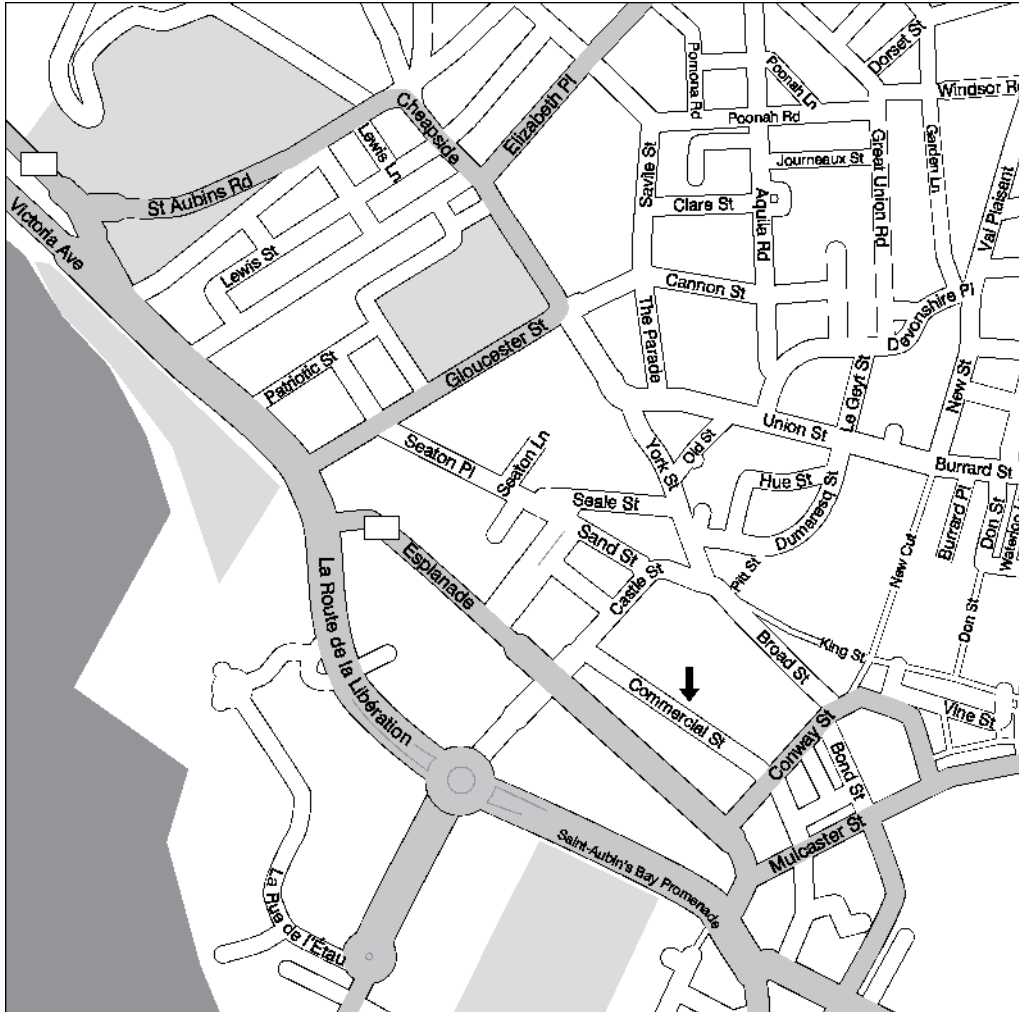 Dorset St
Pomona Rd
Poonah Ln
Windsor Rd
Cheapside
Elizabeth Pl
Poonah Rd
Lewis Ln
Savile St
Journeaux St
Great Union Rd
Garden Ln
St Aubins Rd
Clare St
Aquila Rd
Val Plaisant
Victoria Ave
Lewis St
Cannon St
Devonshire Pl
The Parade
Gloucester St
Patriotic St
Le Geyt St
New St
Union St
Seaton Pl
Seaton Ln
York St
Old St
Burrard St
Hue St
Seale St
Dumaresq St
Burrard Pl
Don St
Sand St
New Cut
Esplanade
Castle St
Pitt St
La Route de la Libération
Don St
King St
Broad St
Commercial St
Vine St
Conway St
Bond St
Mulcaster St
Saint-Aubin's Bay Promenade
La Rue de l'Étau